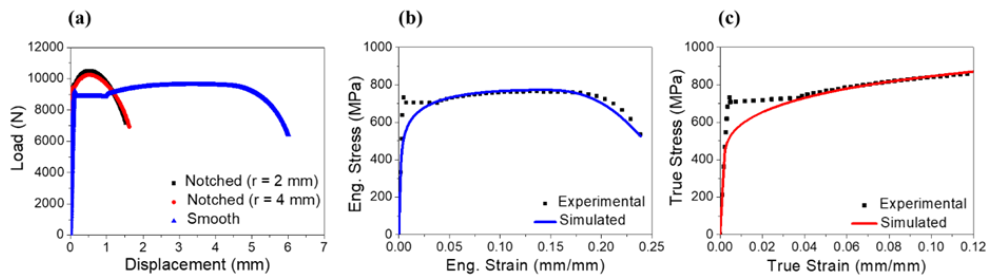 (a)
12000
10000
8000
6000
4000
2000
0
Load (N)
0 1 2 3 4 5 6 7
Displacement (mm)
Notched (r = 2 mm)
Notched (r = 4 mm)
Smooth
(b)
1000
800
600
400
200
0
Eng. Stress (MPa)
0.00 0.05 0.10 0.15 0.20 0.25
Eng. Strain (mm/mm)
Experimental
Simulated
(c)
1000
800
600
400
200
0
True Stress (MPa)
0.00 0.02 0.04 0.06 0.08 0.10 0.12
True Strain (mm/mm)
Experimental
Simulated